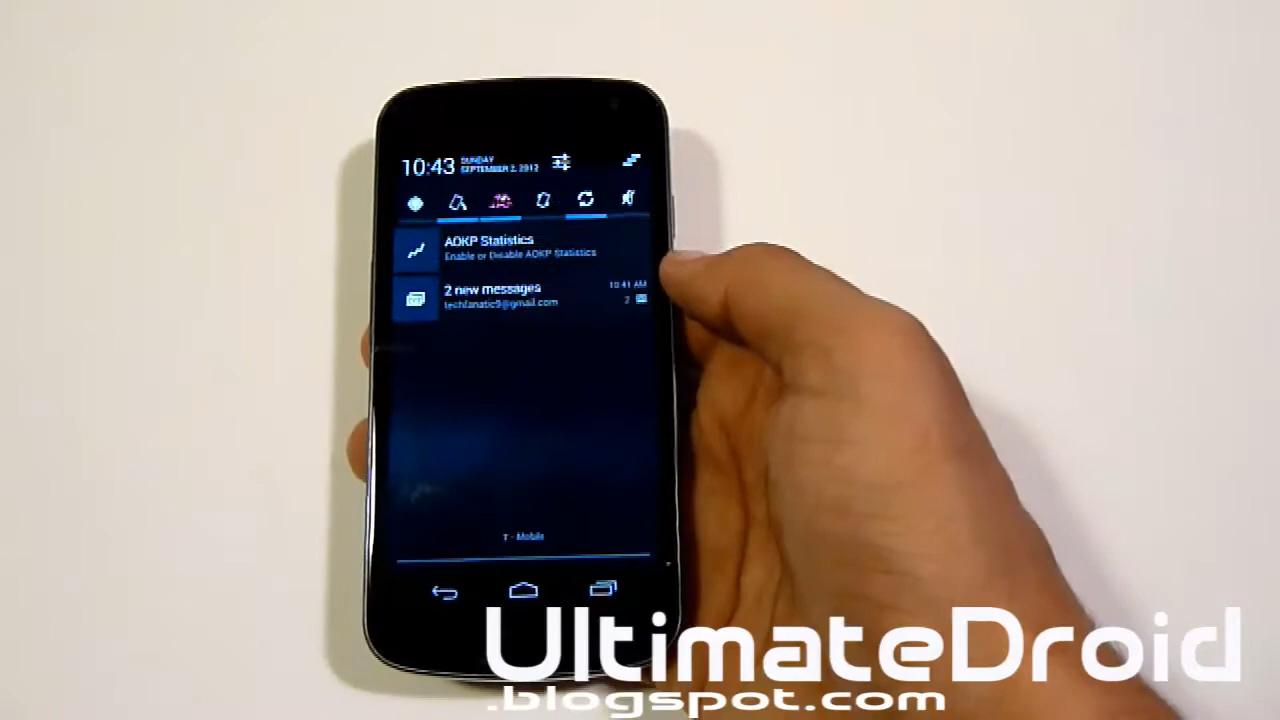 10:43
SUNDAY
SEPTEMBER 2, 2012
AOKP Statistics
Enable or Disable AOKP Statistics
2 new messages
10:41 AM
techfanatic9@gmail.com
2
T - Mobile
UltimateDroid
.blogspot.com